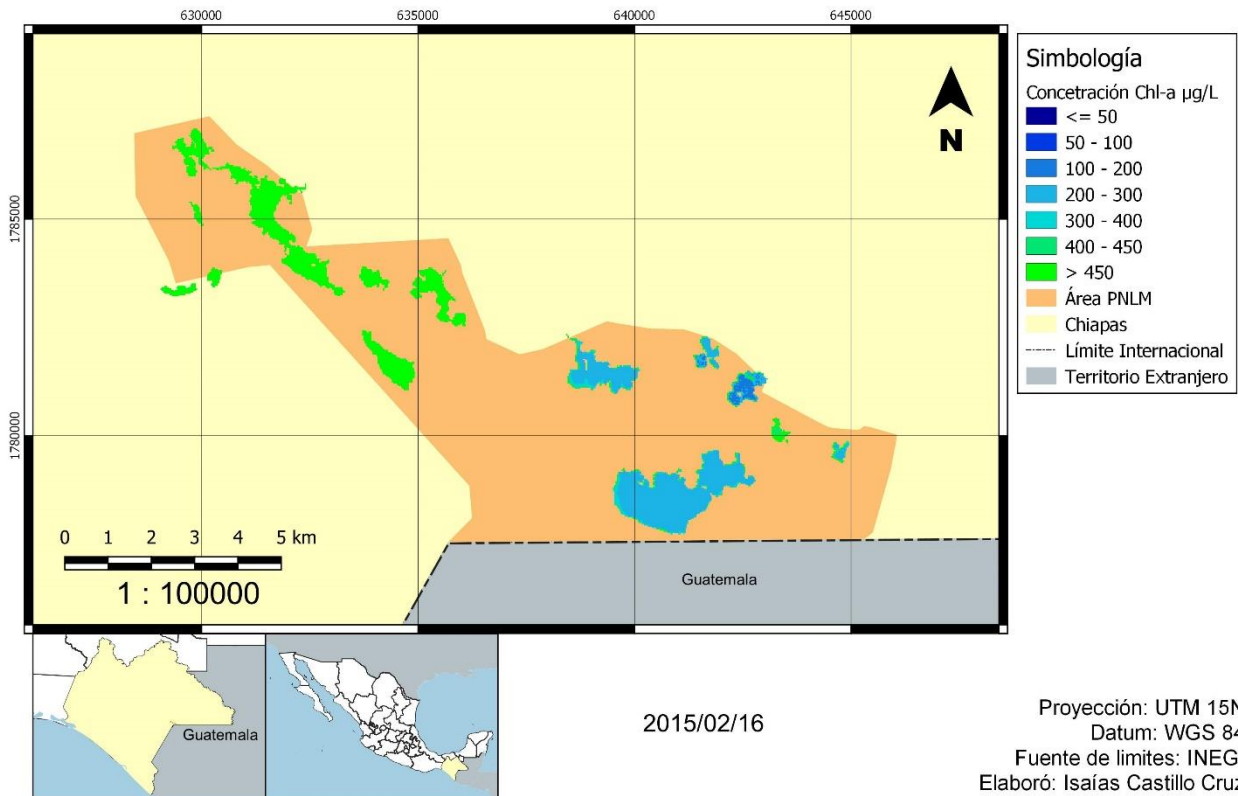 630000 635000 640000 645000
1785000
1780000
N
Guatemala
0 1 2 3 4 5 km
1 : 100000
Simbología
Concetración Chl-a µg/L
<= 50
50 - 100
100 - 200
200 - 300
300 - 400
400 - 450
> 450
Área PNLM
Chiapas
Límite Internacional
Territorio Extranjero
Guatemala
2015/02/16
Proyección: UTM 15N
Datum: WGS 84
Fuente de limites: INEG
Elaboró: Isaías Castillo Cruz